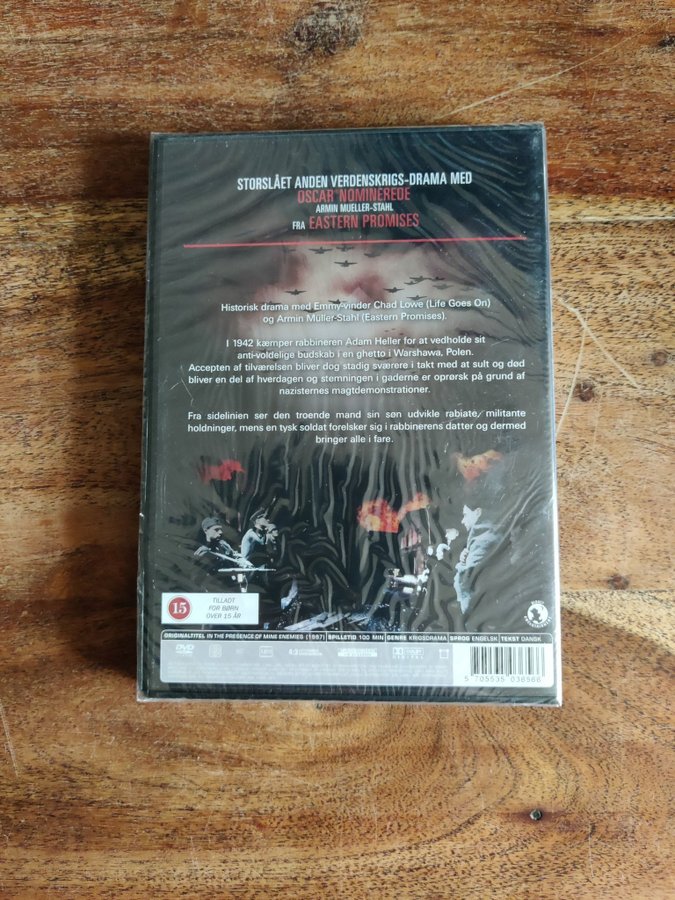 STORSLÅET ANDEN VERDENSKRIGS-DRAMA MED
OSCAR NOMINEREDE
ARMIN MUELLER-STAHL
FRA EASTERN PROMISES
Historisk drama med Emmy-vinder Chad Lowe (Life Goes On)
og Armin Müller-Stahl (Eastern Promises).
I 1942 kæmper rabbineren Adam Heller for at vedholde sit
anti-voldelige budskab i en ghetto i Warshawa, Polen.
Accepten af tilværelsen bliver dog stadig sværere i takt med at sult og død
bliver en del af hverdagen og stemningen i gaderne er oprørsk på grund af
nazisternes magtdemonstrationer.
Fra sidelinien ser den troende mand sin søn udvikle rabiate/ militante
holdninger, mens en tysk soldat forelsker sig i rabbinerens datter og dermed
bringer alle i fare.
15
TILLADT
FOR BØRN
OVER 15 ÅR
ORIGINALTITEL IN THE PRESENCE OF MINE ENEMIES (1997) SPILLETID 100 MIN GENRE KRIGSDRAMA SPROG ENGELSK TEKST DANSK
DVD
4:3
5 705535 038566